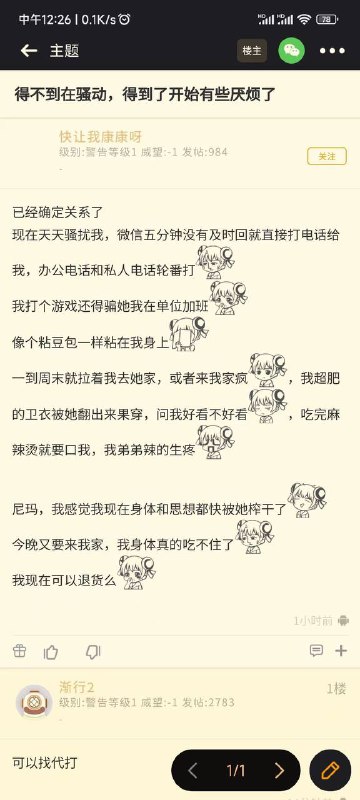 中午12:26 | 0.1K/s
78
主题
楼主
得不到在骚动，得到了开始有些厌烦了
快让我康康呀
级别:警告等级1 威望:-1 发帖:984
关注
-
已经确定关系了
现在天天骚扰我，微信五分钟没有及时回就直接打电话给
我，办公电话和私人电话轮番打
我打个游戏还得骗她我在单位加班
像个粘豆包一样粘在我身上
一到周末就拉着我去她家，或者来我家疯，我超肥
的卫衣被她翻出来果穿，问我好看不好看，吃完麻
辣烫就要口我，我弟弟辣的生疼
尼玛，我感觉我现在身体和思想都快被她榨干了
今晚又要来我家，我身体真的吃不住了
我现在可以退货么
1小时前
渐行2
1楼
级别:警告等级1 威望:-1 发帖:2783
-
可以找代打
1/1